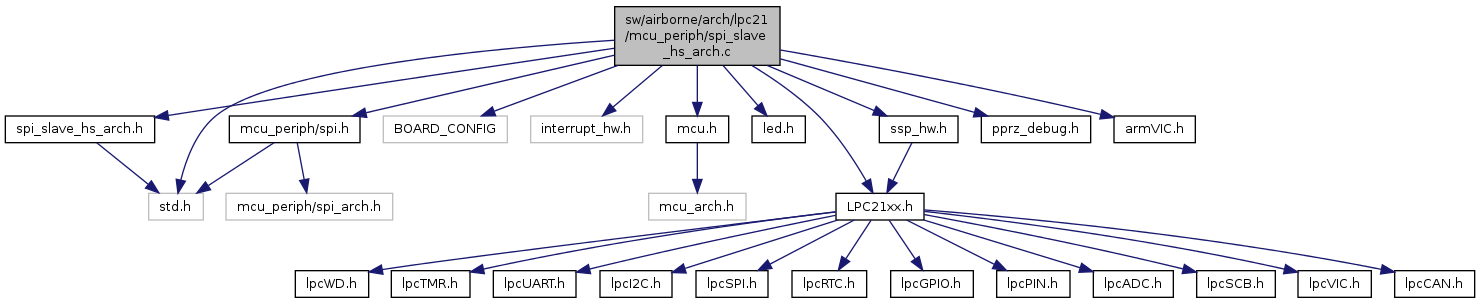 sw/airborne/arch/lpc21
/mcu_periph/spi_slave
_hs_arch.c
spi_slave_hs_arch.h
mcu_periph/spi.h
BOARD_CONFIG
interrupt_hw.h
mcu.h
led.h
ssp_hw.h
pprz_debug.h
armVIC.h
std.h
mcu_periph/spi_arch.h
mcu_arch.h
LPC21xx.h
lpcWD.h
lpcTMR.h
lpcUART.h
lpcI2C.h
lpcSPI.h
lpcRTC.h
lpcGPIO.h
lpcPIN.h
lpcADC.h
lpcSCB.h
lpcVIC.h
lpcCAN.h